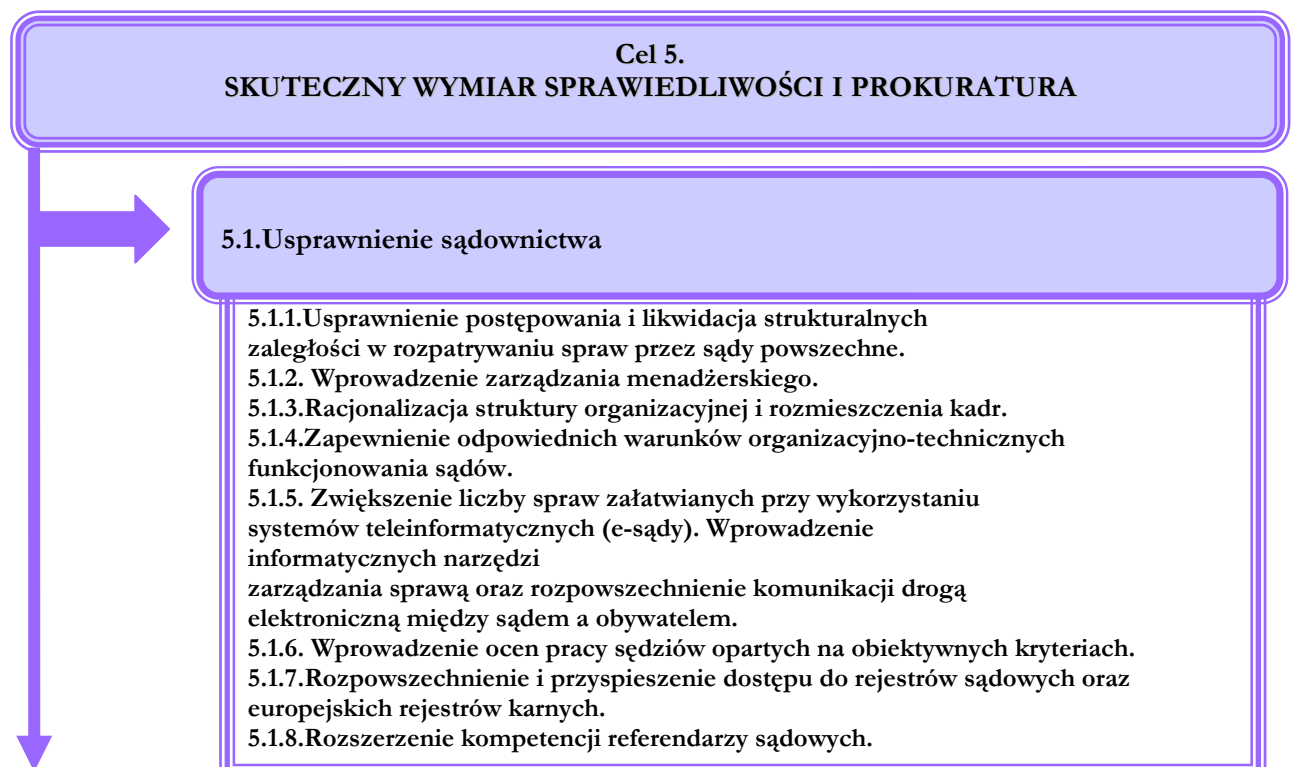 Cel 5.
SKUTECZNY WYMIAR SPRAWIEDLIWOŚCI I PROKURATURA
5.1.Usprawnienie sądownictwa
5.1.1.Usprawnienie postępowania i likwidacja strukturalnych
zaległości w rozpatrywaniu spraw przez sądy powszechne.
5.1.2. Wprowadzenie zarządzania menadżerskiego.
5.1.3.Racjonalizacja struktury organizacyjnej i rozmieszczenia kadr.
5.1.4.Zapewnienie odpowiednich warunków organizacyjno-technicznych
funkcjonowania sądów.
5.1.5. Zwiększenie liczby spraw załatwianych przy wykorzystaniu
systemów teleinformatycznych (e-sądy). Wprowadzenie
informatycznych narzędzi
zarządzania sprawą oraz rozpowszechnienie komunikacji drogą
elektroniczną między sądem a obywatelem.
5.1.6. Wprowadzenie ocen pracy sędziów opartych na obiektywnych kryteriach.
5.1.7.Rozpowszechnienie i przyspieszenie dostępu do rejestrów sądowych oraz
europejskich rejestrów karnych.
5.1.8.Rozszerzenie kompetencji referendarzy sądowych.